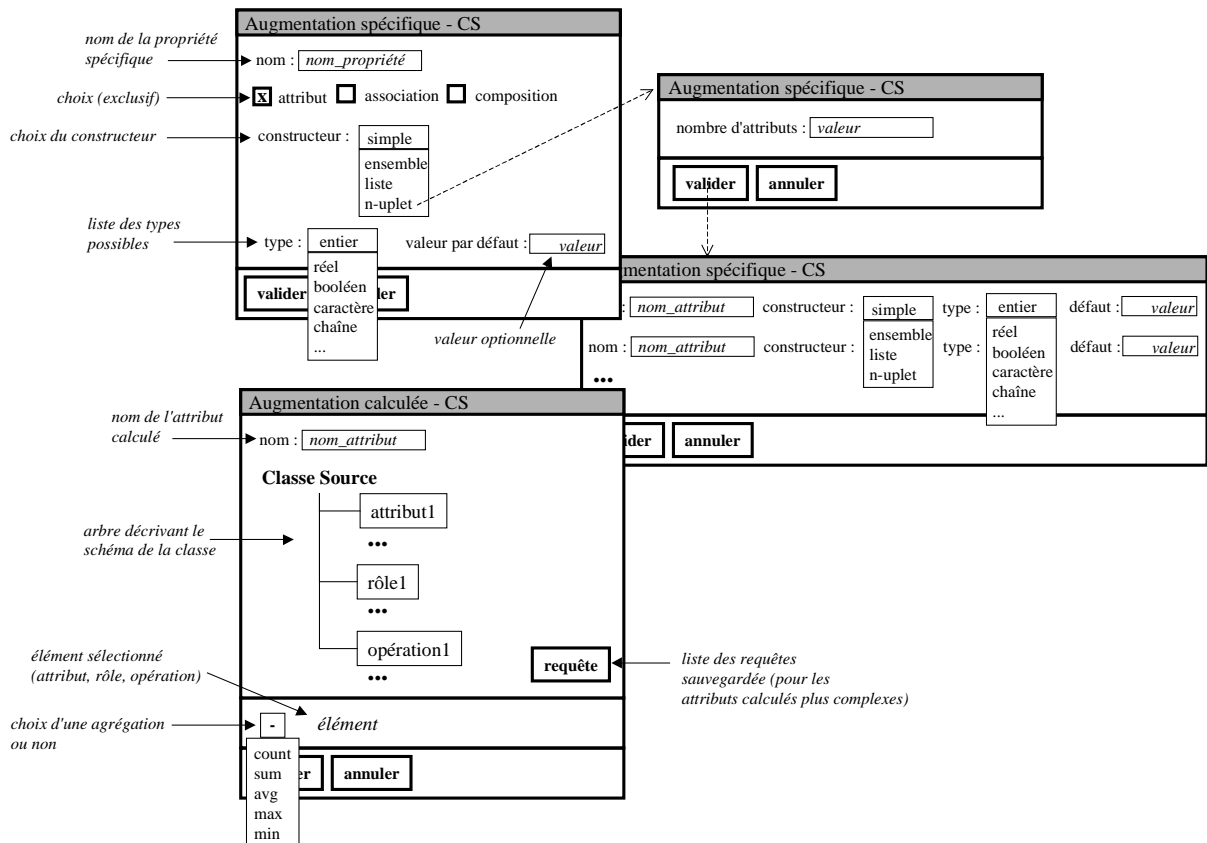 Augmentation spécifique - CS
nom de la propriété
spécifique
nom : nom_propriété
choix (exclusif)
x attribut association composition
choix du constructeur
constructeur : simple
ensemble
liste
n-uplet
liste des types
possibles
type : entier
réel
booléen
caractère
chaîne
...
valeur par défaut : valeur
valider ler
valeur optionnelle
Augmentation spécifique - CS
nombre d'attributs : valeur
valider annuler
mentation spécifique - CS
: nom_attribut constructeur : simple type : entier défaut : valeur
nom : nom_attribut constructeur : ensemble type : réel défaut : valeur
liste booléen
n-uplet caractère
chaîne
...
...
ider annuler
Augmentation calculée - CS
nom de l'attribut
calculé
nom : nom_attribut
Classe Source
attribut1
...
arbre décrivant le
schéma de la classe
rôle1
...
opération1
...
requête
liste des requêtes
sauvegardée (pour les
attributs calculés plus complexes)
élément sélectionné
(attribut, rôle, opération)
choix d'une agrégation
ou non
- élément
count
sum
avg
max
min
er annuler